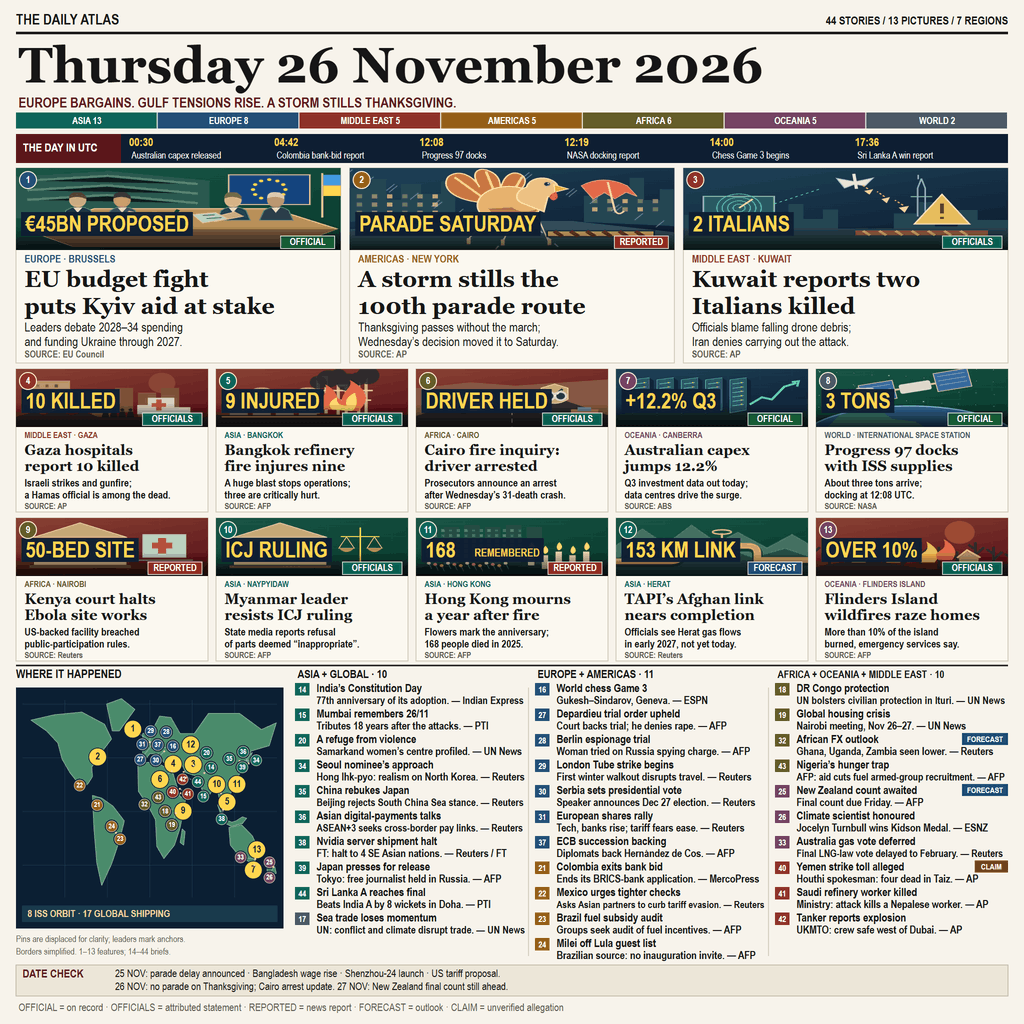 THE DAILY ATLAS
44 STORIES / 13 PICTURES / 7 REGIONS
Thursday 26 November 2026
EUROPE BARGAINS. GULF TENSIONS RISE. A STORM STILLS THANKSGIVING.
ASIA 13
EUROPE 8
MIDDLE EAST 5
AMERICAS 5
AFRICA 6
OCEANIA 5
WORLD 2
THE DAY IN UTC
00:30
Australian capex released
04:42
Colombia bank-bid report
12:08
Progress 97 docks
12:19
NASA docking report
14:00
Chess Game 3 begins
17:36
Sri Lanka A win report
1
€45BN PROPOSED
OFFICIAL
EUROPE · BRUSSELS
EU budget fight
puts Kyiv aid at stake
Leaders debate 2028–34 spending
and funding Ukraine through 2027.
SOURCE: EU Council
2
PARADE SATURDAY
REPORTED
AMERICAS · NEW YORK
A storm stills the
100th parade route
Thanksgiving passes without the march;
Wednesday’s decision moved it to Saturday.
SOURCE: AP
3
2 ITALIANS
OFFICIALS
MIDDLE EAST · KUWAIT
Kuwait reports two
Italians killed
Officials blame falling drone debris;
Iran denies carrying out the attack.
SOURCE: AP
4
10 KILLED
OFFICIALS
MIDDLE EAST · GAZA
Gaza hospitals
report 10 killed
Israeli strikes and gunfire;
a Hamas official is among the dead.
SOURCE: AP
5
9 INJURED
OFFICIALS
ASIA · BANGKOK
Bangkok refinery
fire injures nine
A huge blast stops operations;
three are critically hurt.
SOURCE: AFP
6
DRIVER HELD
OFFICIALS
AFRICA · CAIRO
Cairo fire inquiry:
driver arrested
Prosecutors announce an arrest
after Wednesday’s 31-death crash.
SOURCE: AFP
7
+12.2% Q3
OFFICIAL
OCEANIA · CANBERRA
Australian capex
jumps 12.2%
Q3 investment data out today;
data centres drive the surge.
SOURCE: ABS
8
3 TONS
OFFICIAL
WORLD · INTERNATIONAL SPACE STATION
Progress 97 docks
with ISS supplies
About three tons arrive;
docking at 12:08 UTC.
SOURCE: NASA
9
50-BED SITE
REPORTED
AFRICA · NAIROBI
Kenya court halts
Ebola site works
US-backed facility breached
public-participation rules.
SOURCE: Reuters
10
ICJ RULING
OFFICIALS
ASIA · NAYPYIDAW
Myanmar leader
resists ICJ ruling
State media reports refusal
of parts deemed “inappropriate”.
SOURCE: AFP
11
168 REMEMBERED
REPORTED
ASIA · HONG KONG
Hong Kong mourns
a year after fire
Flowers mark the anniversary;
168 people died in 2025.
SOURCE: AFP
12
153 KM LINK
FORECAST
ASIA · HERAT
TAPI’s Afghan link
nears completion
Officials see Herat gas flows
in early 2027, not yet today.
SOURCE: Reuters
13
OVER 10%
OFFICIALS
OCEANIA · FLINDERS ISLAND
Flinders Island
wildfires raze homes
More than 10% of the island
burned, emergency services say.
SOURCE: AFP
WHERE IT HAPPENED
8 ISS ORBIT · 17 GLOBAL SHIPPING
Pins are displaced for clarity, leaders mark anchors.
Borders simplified. 1–13 features; 14–44 briefs.
ASIA + GLOBAL · 10
14 India’s Constitution Day
77th anniversary of its adoption. — Indian Express
15 Mumbai remembers 26/11
Tributes 18 years after the attacks. — PTI
20 A refuge from violence
Samarkand women’s centre profiled. — UN News
34 Seoul nominee’s approach
Hong Ihk-pyo: realism on North Korea. — Reuters
35 China rebukes Japan
Beijing rejects South China Sea stance. — Reuters
36 Asian digital-payments talks
ASEAN+3 seeks cross-border pay links. — Reuters
38 Nvidia server shipment halt
FT: halt to 4 SE Asian nations. — Reuters / FT
39 Japan presses for release
Tokyo: free journalist held in Russia. — AFP
44 Sri Lanka A reaches final
Beats India A by 8 wickets in Doha. — PTI
17 Sea trade loses momentum
UN: conflict and climate disrupt trade. — UN News
EUROPE + AMERICAS · 11
16 World chess Game 3
Gukesh–Sindarov, Geneva. — ESPN
27 Depardieu trial order upheld
Court backs trial; he denies rape. — AFP
28 Berlin espionage trial
Woman tried on Russia spying charge. — AFP
29 London Tube strike begins
First winter walkout disrupts travel. — Reuters
30 Serbia sets presidential vote
Speaker announces Dec 27 election. — Reuters
31 European shares rally
Tech, banks rise; tariff fears ease. — Reuters
37 ECB succession backing
Diplomats back Hernández de Cos. — AFP
21 Colombia exits bank bid
Ends its BRICS-bank application. — MercoPress
22 Mexico urges tighter checks
Asks Asian partners to curb tariff evasion. — Reuters
23 Brazil fuel subsidy audit
Groups seek audit of fuel incentives. — AFP
24 Milei off Lula guest list
Brazilian source: no inauguration invite. — AFP
AFRICA + OCEANIA + MIDDLE EAST · 10
18 DR Congo protection
UN bolsters civilian protection in Ituri. — UN News
19 Global housing crisis
Nairobi meeting, Nov 26–27. — UN News
32 African FX outlook FORECAST
Ghana, Uganda, Zambia seen lower. — Reuters
43 Nigeria’s hunger trap
AFP: aid cuts fuel armed-group recruitment. — AFP
25 New Zealand count awaited FORECAST
Final count due Friday. — AFP
26 Climate scientist honoured
Jocelyn Turnbull wins Kidson Medal. — ESNZ
33 Australia gas vote deferred
Final LNG-law vote delayed to February. — Reuters
40 Yemen strike toll alleged CLAIM
Houthi spokesman: four dead in Taiz. — AP
41 Saudi refinery worker killed
Ministry: attack kills a Nepalese worker. — AP
42 Tanker reports explosion
UKMTO: crew safe west of Dubai. — AP
DATE CHECK
25 NOV: parade delay announced · Bangladesh wage rise · Shenzhou-24 launch · US tariff proposal.
26 NOV: no parade on Thanksgiving; Cairo arrest update. 27 NOV: New Zealand final count still ahead.
OFFICIAL = on record · OFFICIALS = attributed statement · REPORTED = news report · FORECAST = outlook · CLAIM = unverified allegation